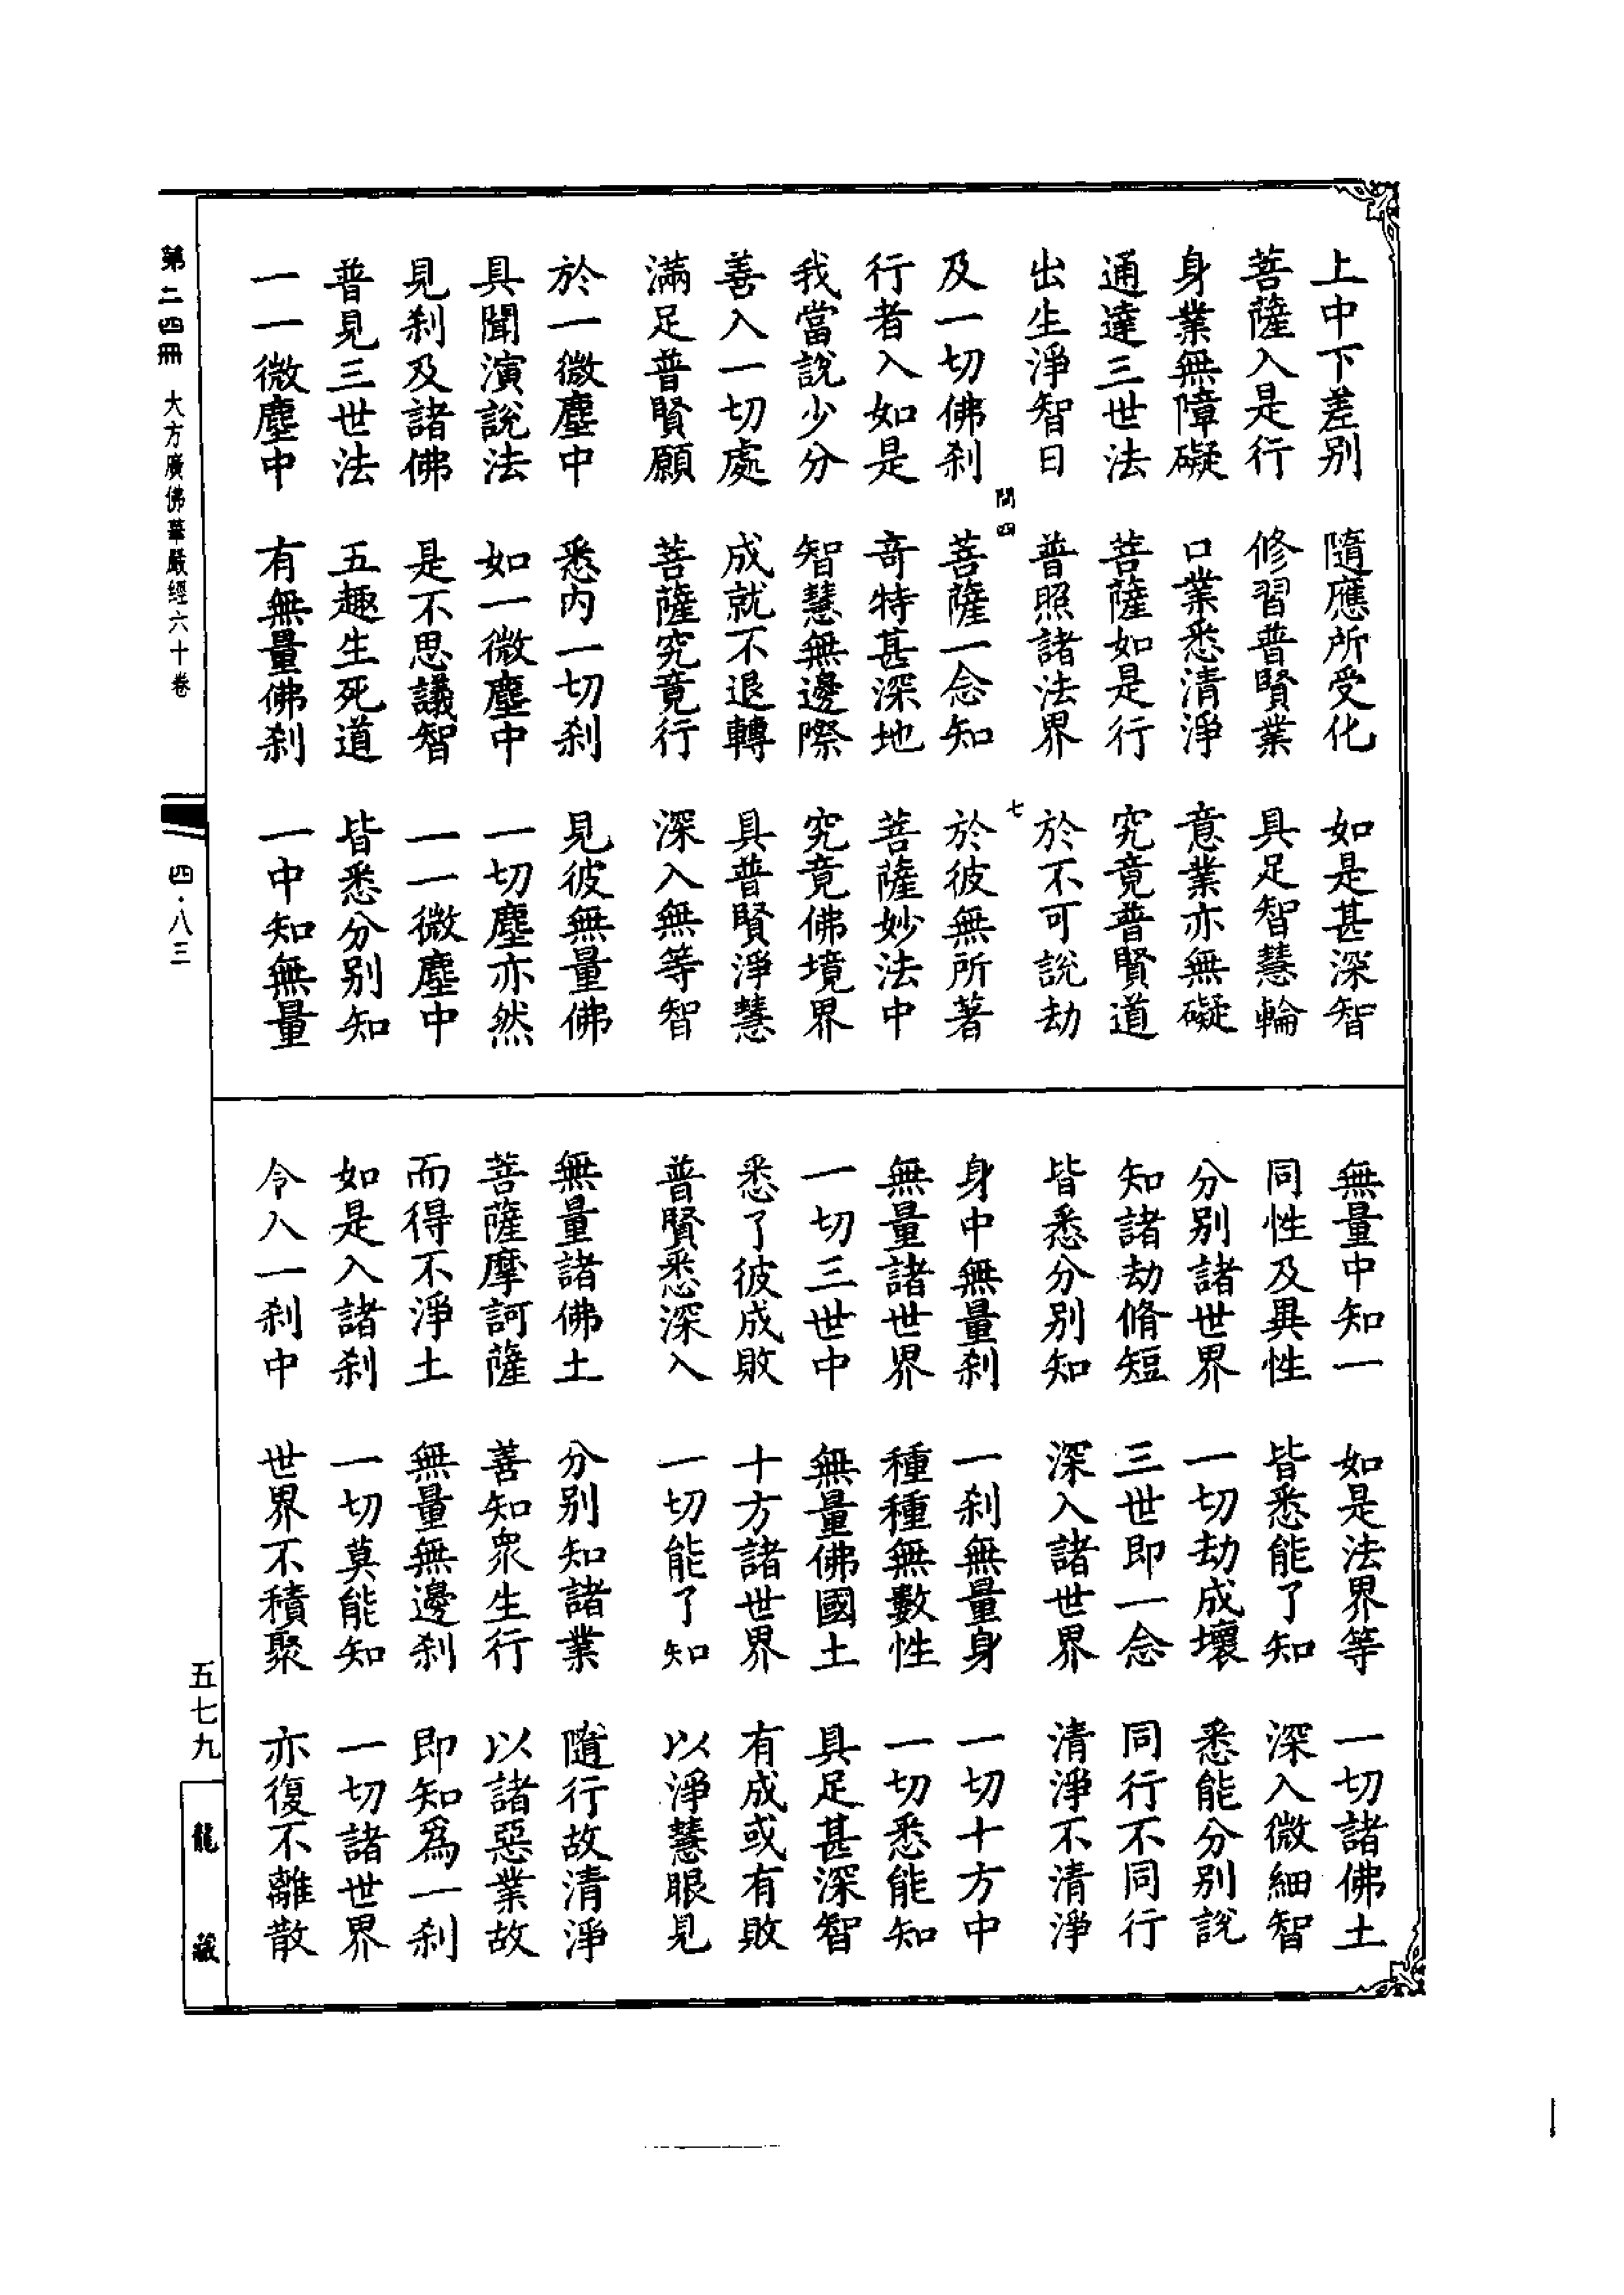 上中下差别　隨應所受化　如是甚深智
菩薩入是行　修習普賢業　具足智慧輪
身業無障礙　口業悉清淨　意業亦無礙
通達三世法　菩薩如是行　究竟普賢道
出生淨智日　普照諸法界　於不可說劫
問四　七
及一切佛刹　菩薩一念知　於彼無所著
行者入如是　奇特甚深地　菩薩妙法中
我當說少分　智慧無邊際　究竟佛境界
善入一切處　成就不退轉　具普賢淨慧
滿足普賢願　菩薩究竟行　深入無等智
於一微塵中　悉內一切刹　見彼無量佛
具聞演說法　如一微塵中　一切塵亦然
見刹及諸佛　是不思議智　一一微塵中
普見三世法　五趣生死道　皆悉分別知
一一微塵中　有無量佛刹　一中知無量
無量中知一　如是法界等　一切諸佛土
同性及異性　皆悉能了知　深入微細智
分别諸世界　一切劫成壞　悉能分别說
知諸劫脩短　三世即一念　同行不同行
皆悉分别知　深入諸世界　清淨不清淨
身中無量刹　一刹無量身　一切十方中
無量諸世界　種種無數性　一切悉能知
一切三世中　無量佛國土　具足甚深智
悉了彼成敗　十方諸世界　有成或有敗
普賢悉深入　一切能了知　以淨慧眼見
無量諸佛土　分别知諸業　隨行故清淨
菩薩摩訶薩　善知衆生行　以諸惡業故
而得不淨土　無量無邊刹　即知爲一刹
如是入諸刹　一切莫能知　一切諸世界
令入一刹中　世界不積聚　亦復不離散
第二四冊　大方廣佛華嚴經六十卷　四·八三　五七九　龍藏